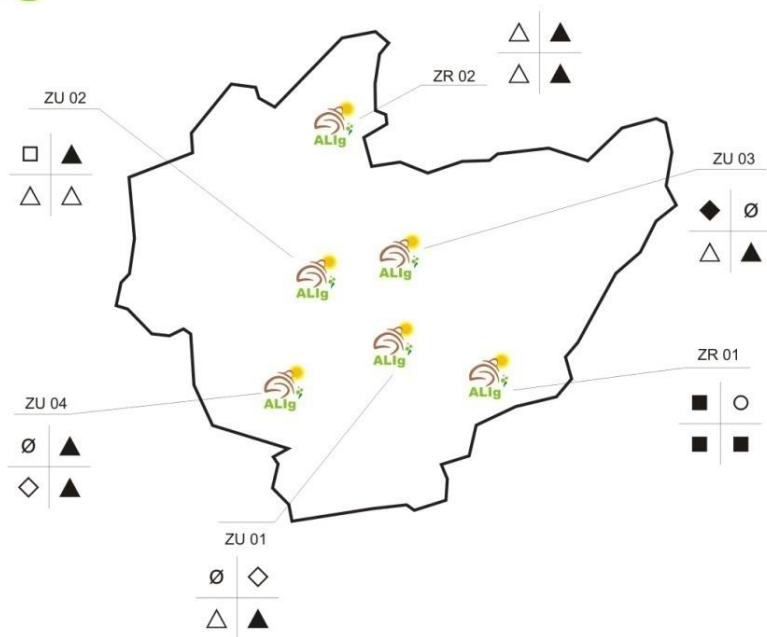 ZR 02
ZU 02
ALIg
ZU 03
Ø
ALIg
ALIg
ALIg
ZR 01
ALIg
ALIg
ZU 04
Ø
ZU 01
Ø